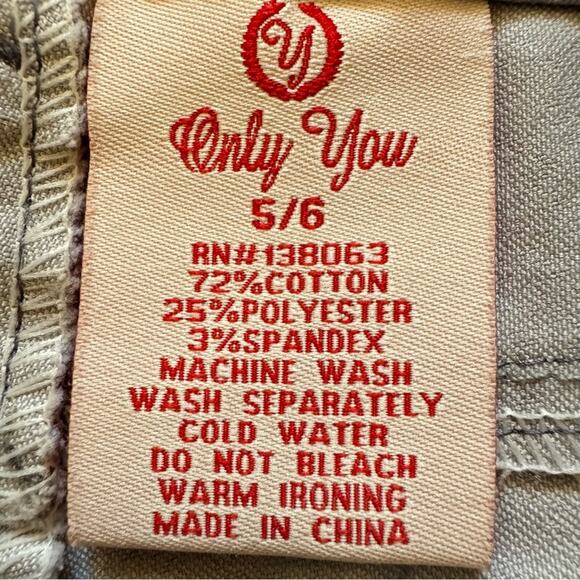 Y
Only You
5/6
RN#138063
72%COTTON
25%POLYESTER
3%SPANDEX
MACHINE WASH
WASH SEPARATELY
COLD WATER
DO NOT BLEACH
WARM IRONING
MADE IN CHINA